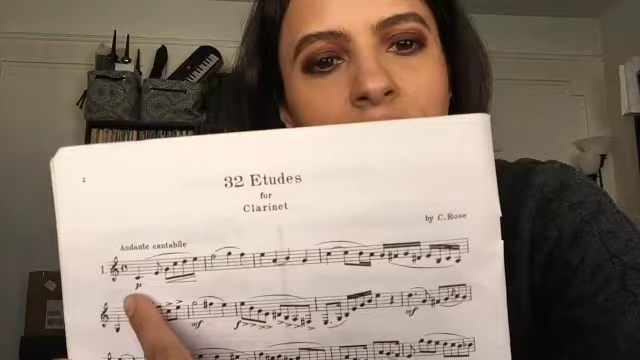 2
32 Etudes
for
Clarinet
by C. Rose
Andante cantabile
1.
p
mf
f
mf